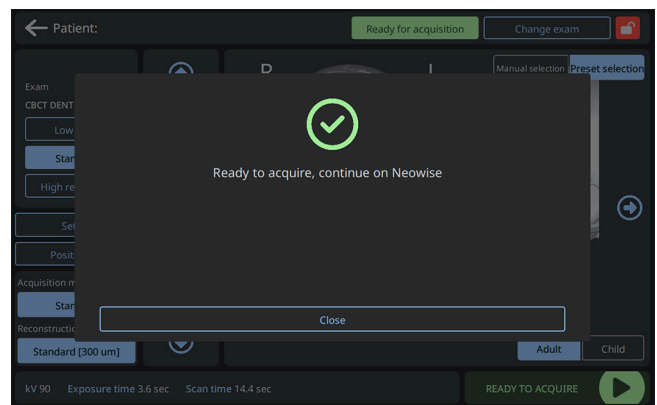 Patient:
Ready for acquisition
Change exam
R
L
Manual selection
Preset selection
Exam
CBCT DENT
Low
Stan
High re
Set
Posit
Acquisition m
Stan
Reconstructio
Standard [300 um]
Ready to acquire, continue on Neowise
Close
Adult
Child
kV 90 Exposure time 3.6 sec Scan time 14.4 sec
READY TO ACQUIRE